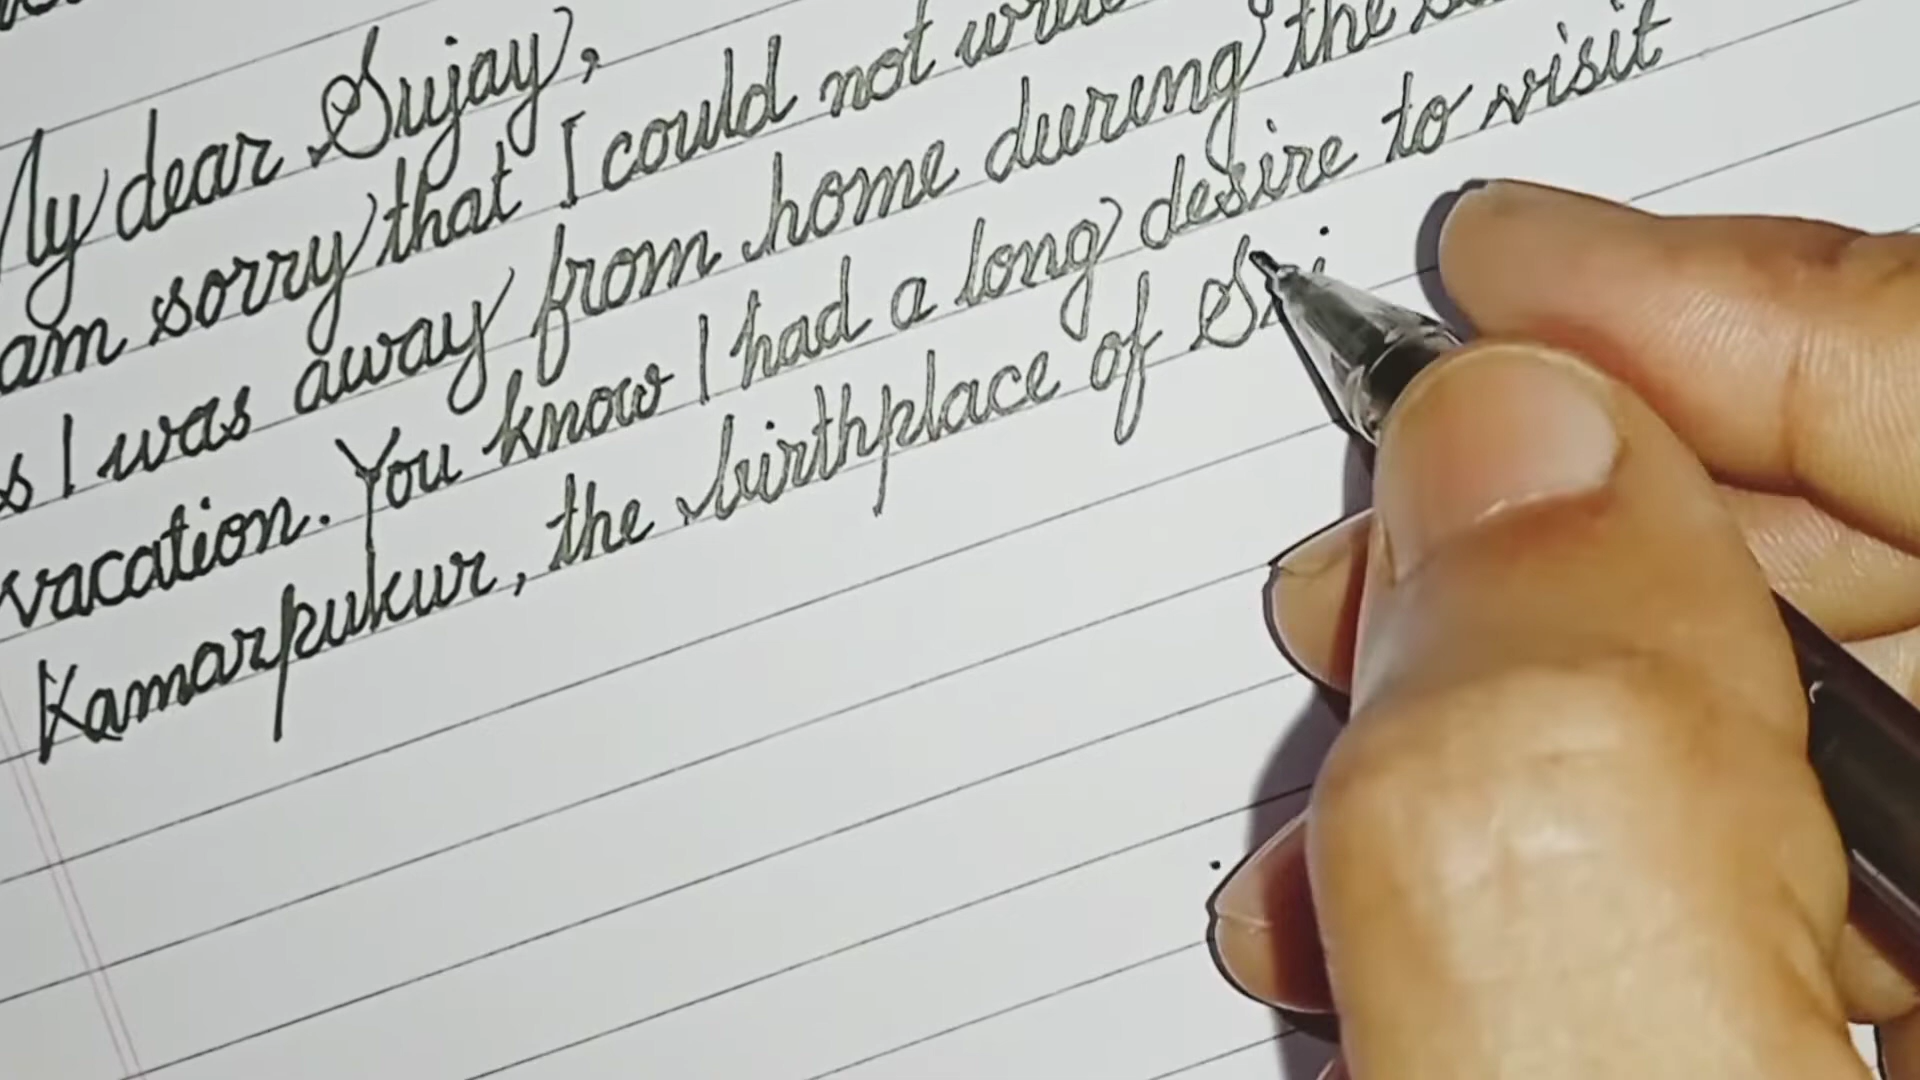 My dear Sujay,
am sorry that I could not write
s I was away from home during the
vacation. You know I had a long desire to visit
Kamarpukur, the birthplace of Sri